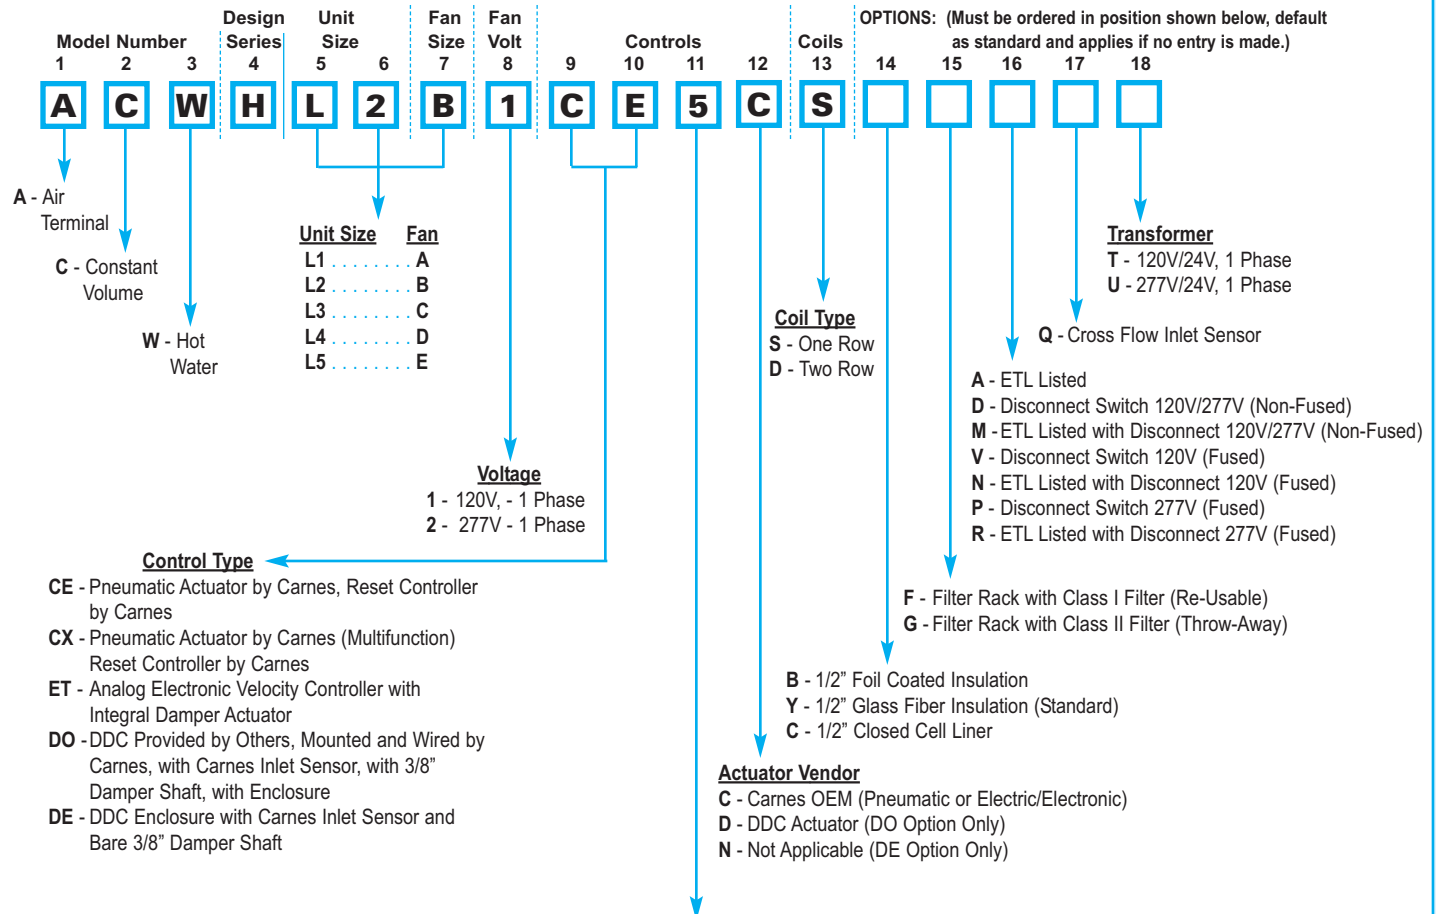 Design Unit Fan Fan OPTIONS: (Must be ordered in position shown below, default
Model Number Series Size Size Volt Controls Coils as standard and applies if no entry is made.)
1 2 3 4 5 6 7 8 9 10 11 12 13 14 15 16 17 18
A C W H L 2 B 1 C E 5 C S
A - Air
Terminal
C - Constant
Volume
W - Hot
Water
Unit Size Fan
L1 . . . . . . . . A
L2 . . . . . . . . B
L3 . . . . . . . . C
L4 . . . . . . . . D
L5 . . . . . . . . E
Voltage
1 - 120V, - 1 Phase
2 - 277V - 1 Phase
Control Type
CE - Pneumatic Actuator by Carnes, Reset Controller
by Carnes
CX - Pneumatic Actuator by Carnes (Multifunction)
Reset Controller by Carnes
ET - Analog Electronic Velocity Controller with
Integral Damper Actuator
DO - DDC Provided by Others, Mounted and Wired by
Carnes, with Carnes Inlet Sensor, with 3/8”
Damper Shaft, with Enclosure
DE - DDC Enclosure with Carnes Inlet Sensor and
Bare 3/8” Damper Shaft
Transformer
T - 120V/24V, 1 Phase
U - 277V/24V, 1 Phase
Q - Cross Flow Inlet Sensor
Coil Type
S - One Row
D - Two Row
A - ETL Listed
D - Disconnect Switch 120V/277V (Non-Fused)
M - ETL Listed with Disconnect 120V/277V (Non-Fused)
V - Disconnect Switch 120V (Fused)
N - ETL Listed with Disconnect 120V (Fused)
P - Disconnect Switch 277V (Fused)
R - ETL Listed with Disconnect 277V (Fused)
F - Filter Rack with Class I Filter (Re-Usable)
G - Filter Rack with Class II Filter (Throw-Away)
B - 1/2” Foil Coated Insulation
Y - 1/2” Glass Fiber Insulation (Standard)
C - 1/2” Closed Cell Liner
Actuator Vendor
C - Carnes OEM (Pneumatic or Electric/Electronic)
D - DDC Actuator (DO Option Only)
N - Not Applicable (DE Option Only)